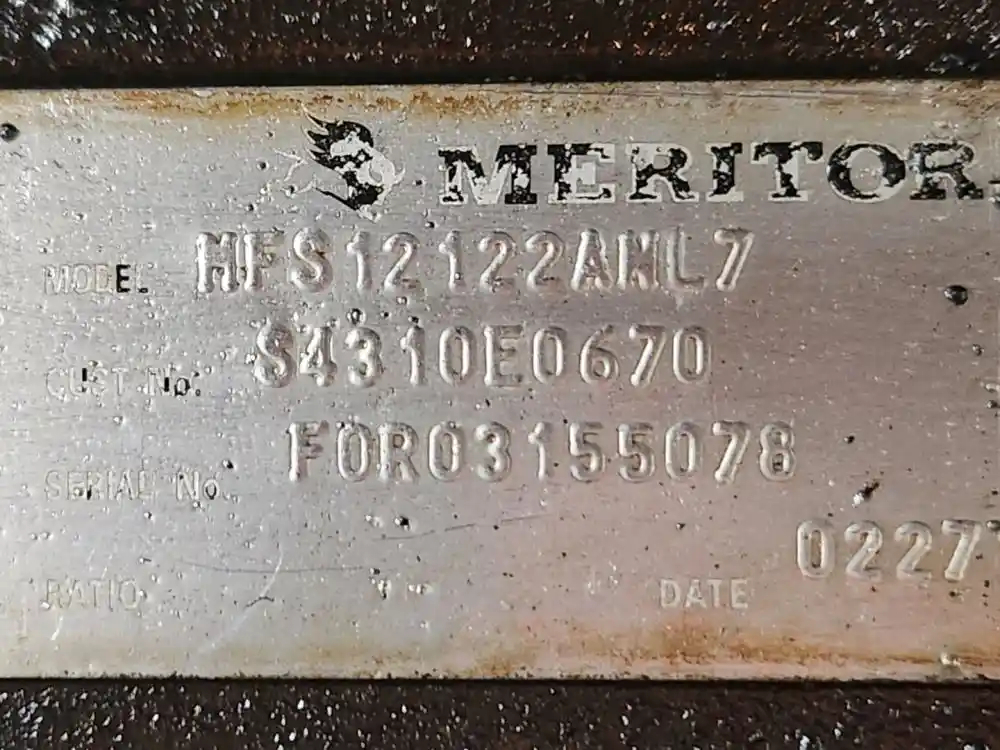 MERITOR
MODEL MFS12122ANL7
CUST No. S4310E0670
SERIAL No. FOR03155078
RATIO DATE 0227